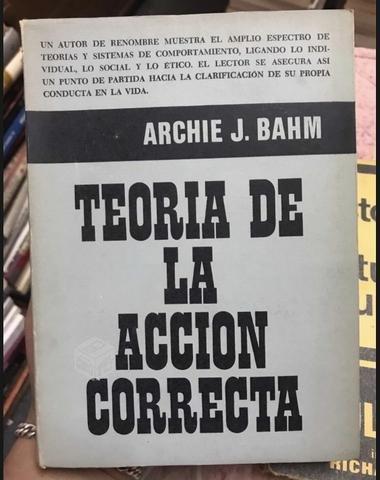 UN AUTOR DE RENOMBRE MUESTRA EL AMPLIO ESPECTRO DE
TEORIAS Y SISTEMAS DE COMPORTAMIENTO, LIGANDO LO INDI-
VIDUAL, LO SOCIAL Y LO ETICO. EL LECTOR SE ASEGURA ASI
UN PUNTO DE PARTIDA HACIA LA CLARIFICACION DE SU PROPIA
CONDUCTA EN LA VIDA.
ARCHIE J. BAHM
TEORIA DE
LA
ACCION
CORRECTA
RICHA